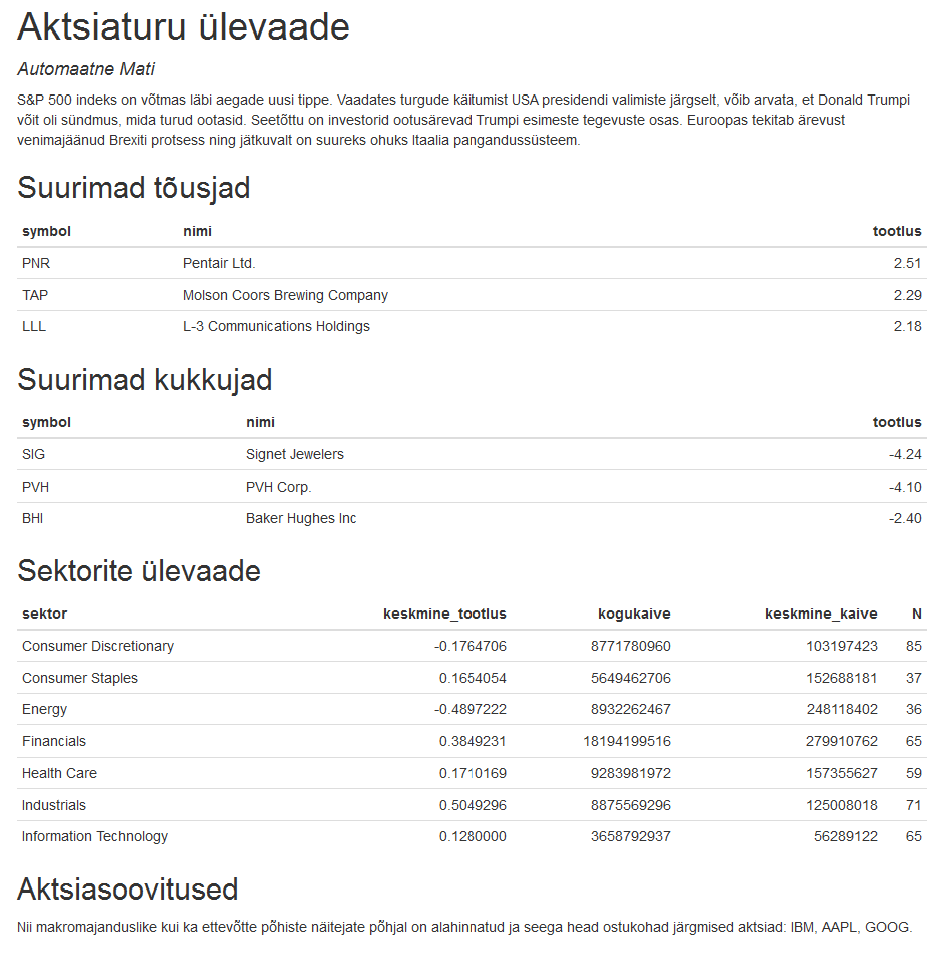 Aktsiaturu ülevaade
Automaatne Mati
S&P 500 indeks on võtmas läbi aegade uusi tippe. Vaadates turgude käitumist USA presidendi valimiste järgselt, võib arvata, et Donald Trumpi
võit oli sündmus, mida turud ootasid. Seetõttu on investorid ootusärevad Trumpi esimeste tegevuste osas. Euroopas tekitab ärevust
venimajäänud Brexiti protsess ning jätkuvalt on suureks ohuks Itaalia pangandussüsteem.
Suurimad tõusjad
symbol nimi tootlus
PNR Pentair Ltd. 2.51
TAP Molson Coors Brewing Company 2.29
LLL L-3 Communications Holdings 2.18
Suurimad kukkujad
symbol nimi tootlus
SIG Signet Jewelers -4.24
PVH PVH Corp. -4.10
BHI Baker Hughes Inc -2.40
Sektorite ülevaade
sektor keskmine_tootlus kogukaive keskmine_kaive N
Consumer Discretionary -0.1764706 8771780960 103197423 85
Consumer Staples 0.1654054 5649462706 152688181 37
Energy -0.4897222 8932262467 248118402 36
Financials 0.3849231 18194199516 279910762 65
Health Care 0.1710169 9283981972 157355627 59
Industrials 0.5049296 8875569296 125008018 71
Information Technology 0.1280000 3658792937 56289122 65
Aktsiasoovitused
Nii makromajanduslike kui ka ettevõtte põhiste näitejate põhjal on alahinnatud ja seega head ostukohad järgmised aktsiad: IBM, AAPL, GOOG.